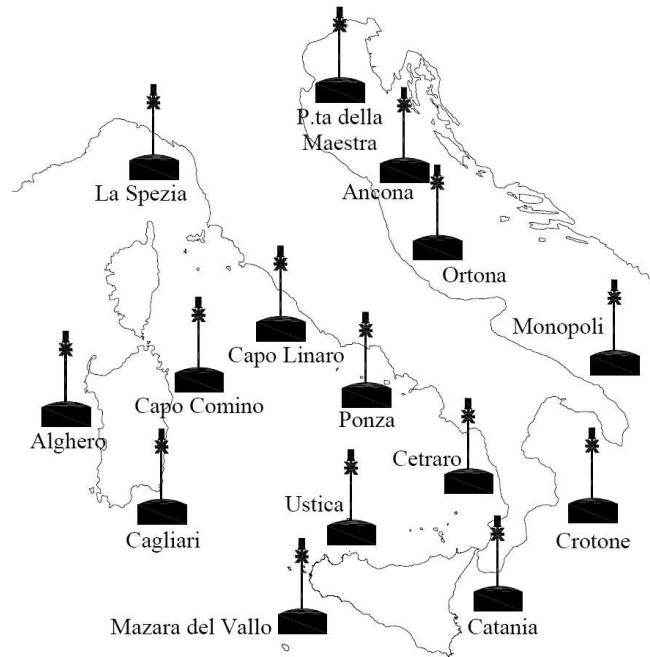 P.ta della
Maestra
La Spezia
Ancona
Ortona
Monopoli
Capo Linaro
Capo Comino
Ponza
Alghero
Cetraro
Ustica
Cagliari
Crotone
Mazara del Vallo
Catania